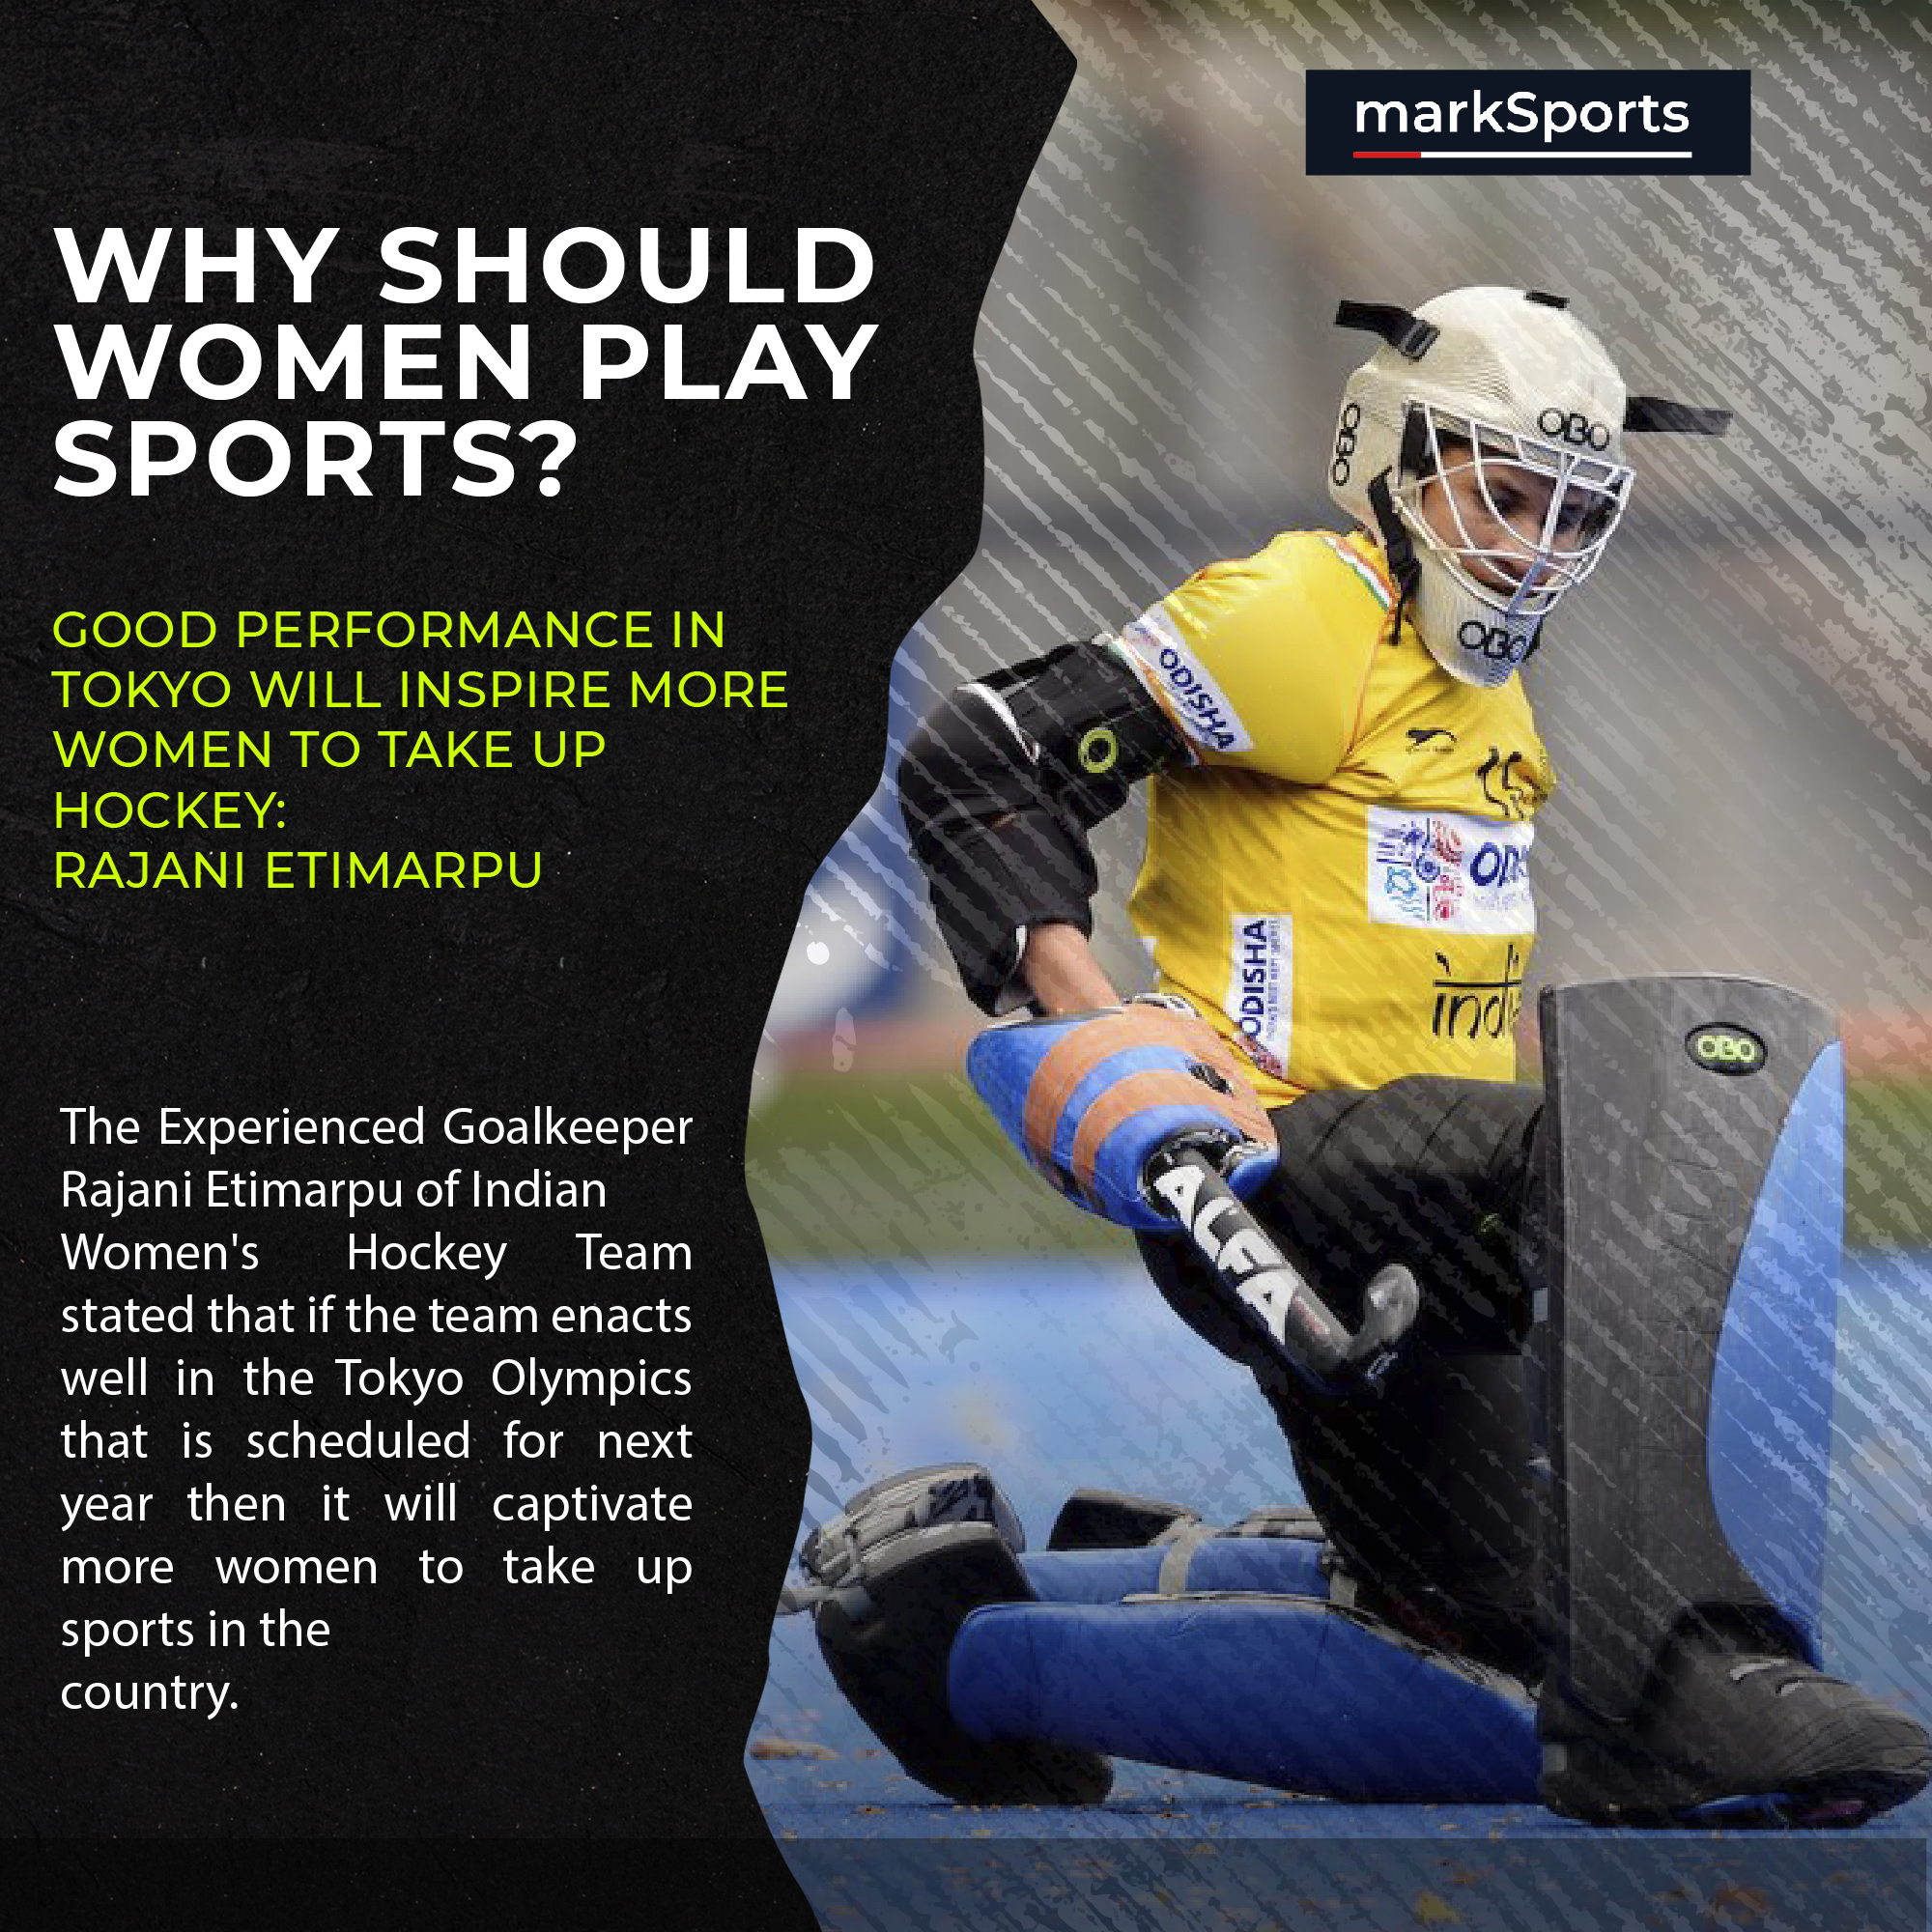 markSports
WHY SHOULD
WOMEN PLAY
SPORTS?
GOOD PERFORMANCE IN
TOKYO WILL INSPIRE MORE
WOMEN TO TAKE UP
HOCKEY:
RAJANI ETIMARPU
The Experienced Goalkeeper
Rajani Etimarpu of Indian
Women's Hockey Team
stated that if the team enacts
well in the Tokyo Olympics
that is scheduled for next
year then it will captivate
more women to take up
sports in the
country.
OBO
OBO
OBO
ODISHA
ODISHA
OBO
ALFA